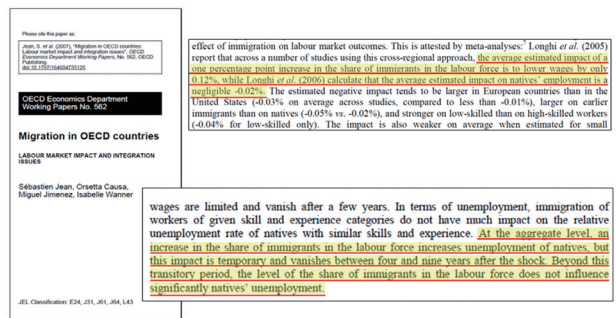 Please cite this paper as:
Jean, S. et al. (2007), "Migration in OECD countries:
Labour market impact and integration issues", OECD
Economics Department Working Papers, No. 562, OECD
Publishing.
doi:10.1787/164604735126
OECD Economics Department
Working Papers No. 562
Migration in OECD countries
LABOUR MARKET IMPACT AND INTEGRATION
ISSUES
Sébastien Jean, Orsetta Causa,
Miguel Jimenez, Isabelle Wanner
JEL Classification: E24, J31, J61, J64, L43
effect of immigration on labour market outcomes. This is attested by meta-analyses:⁷ Longhi et al. (2005)
report that across a number of studies using this cross-regional approach, the average estimated impact of a
one percentage point increase in the share of immigrants in the labour force is to lower wages by only
0.12%, while Longhi et al. (2006) calculate that the average estimated impact on natives' employment is a
negligible -0.02%. The estimated negative impact tends to be larger in European countries than in the
United States (-0.03% on average across studies, compared to less than -0.01%), larger on earlier
immigrants than on natives (-0.05% vs. -0.02%), and stronger on low-skilled than on high-skilled workers
(-0.04% for low-skilled only). The impact is also weaker on average when estimated for small
wages are limited and vanish after a few years. In terms of unemployment, immigration of
workers of given skill and experience categories do not have much impact on the relative
unemployment rate of natives with similar skills and experience. At the aggregate level, an
increase in the share of immigrants in the labour force increases unemployment of natives, but
this impact is temporary and vanishes between four and nine years after the shock. Beyond this
transitory period, the level of the share of immigrants in the labour force does not influence
significantly natives' unemployment.